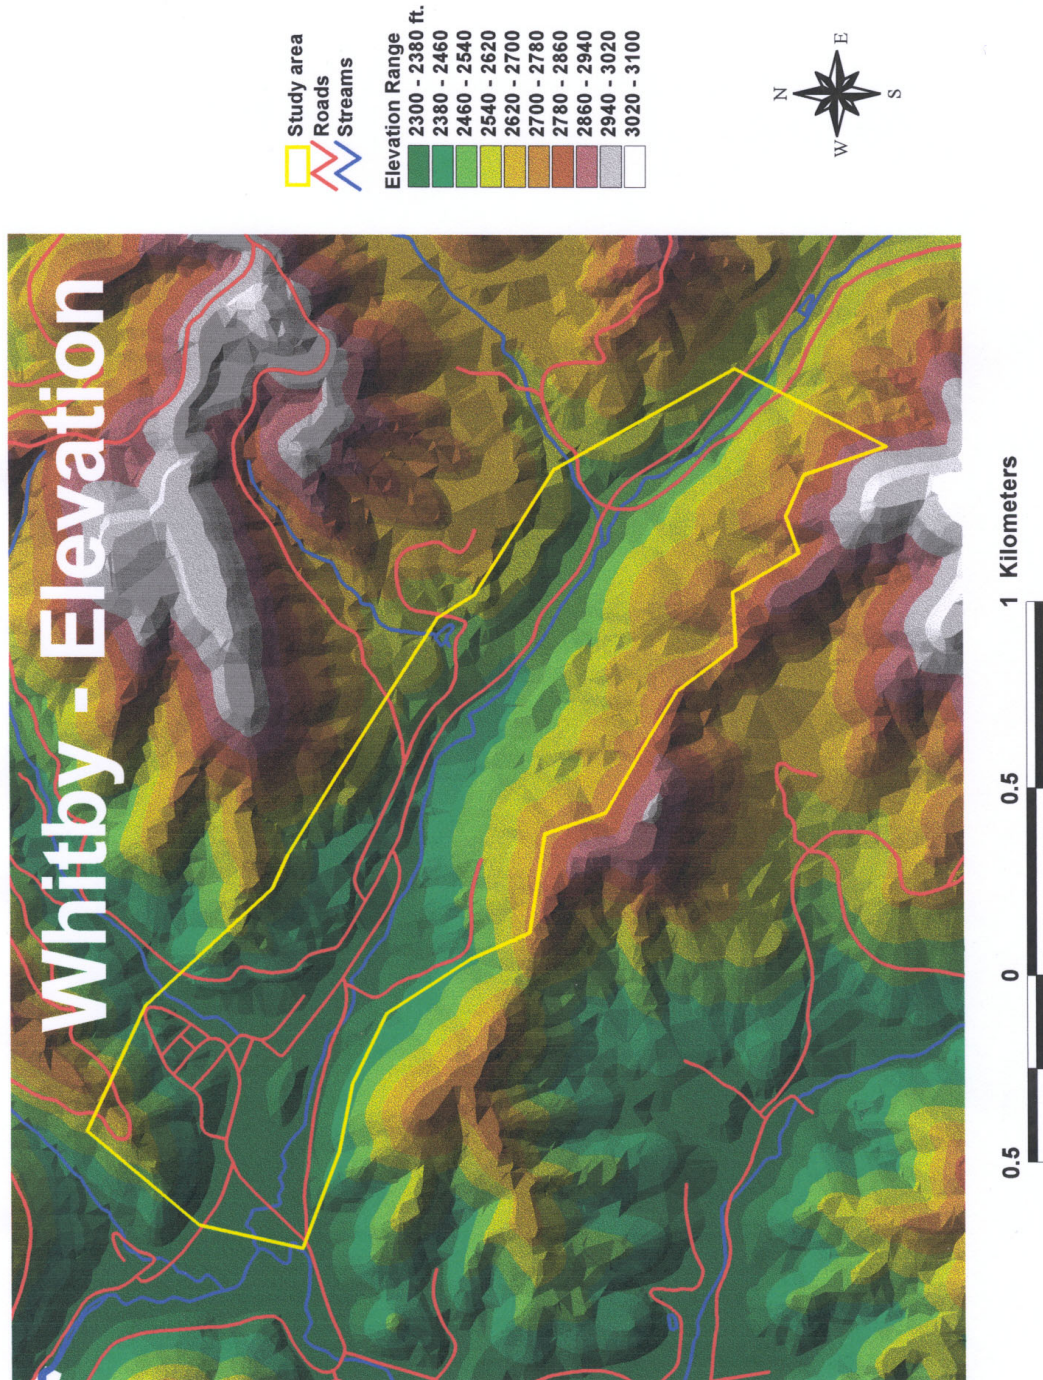 Whitby - Elevation
Study area
Roads
Streams
Elevation Range
2300 - 2380 ft.
2380 - 2460
2460 - 2540
2540 - 2620
2620 - 2700
2700 - 2780
2780 - 2860
2860 - 2940
2940 - 3020
3020 - 3100
N
W
E
S
0.5
0
0.5
1
Kilometers